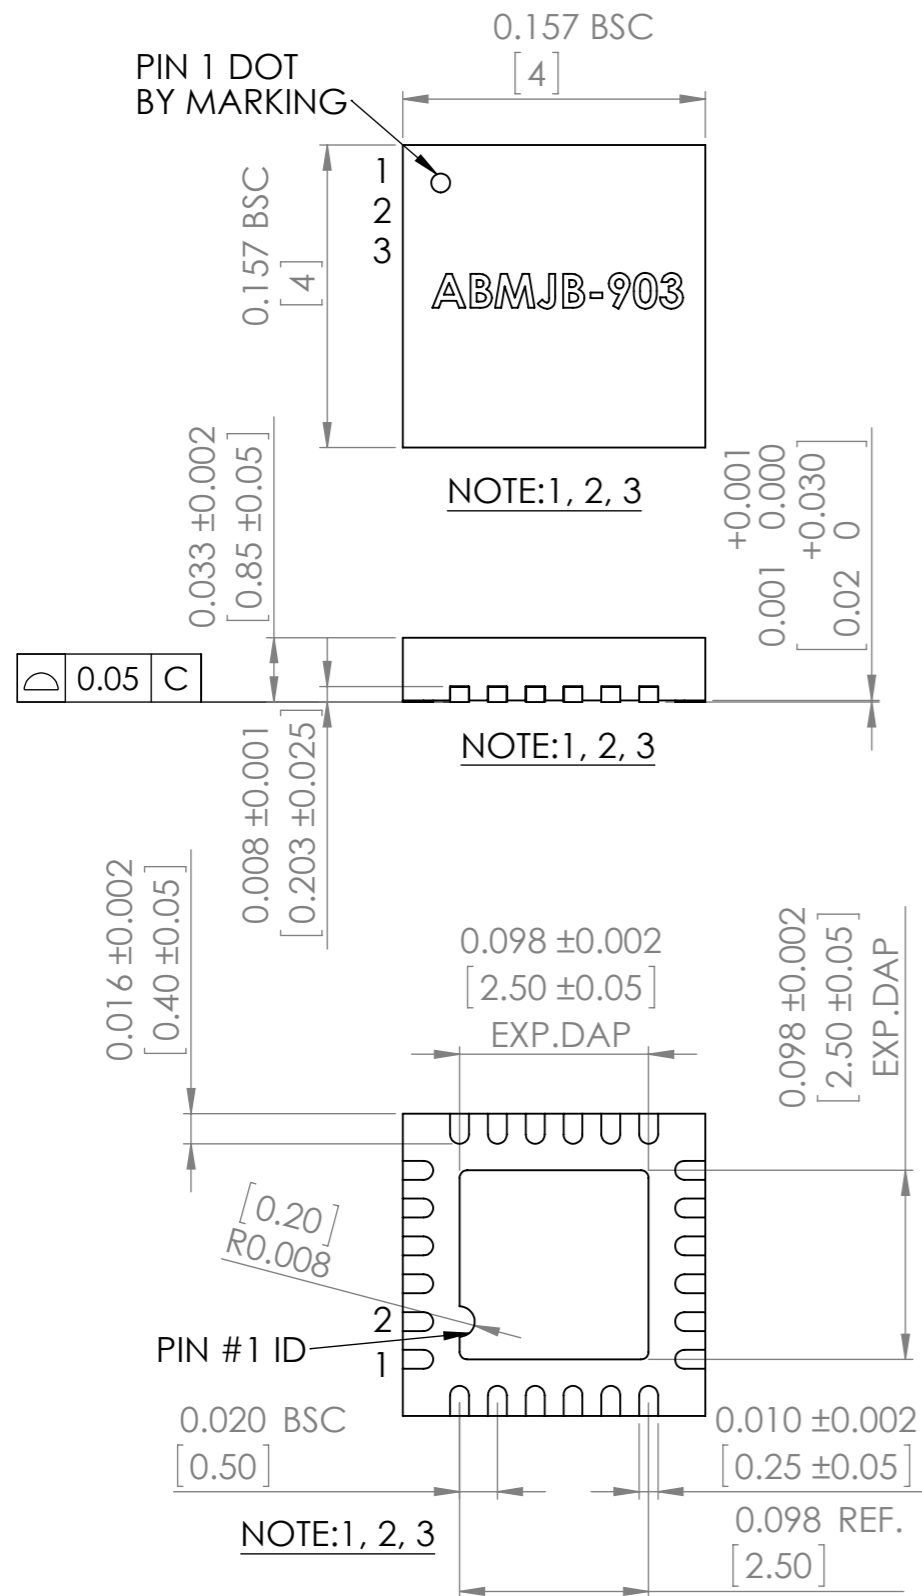 0.157 BSC
[4]
PIN 1 DOT
BY MARKING
0.157 BSC
[4]
1
2
3
ABMJB-903
NOTE:1, 2, 3
0.033 ±0.002
[0.85 ±0.05]
+0.001
0.001 0.000
+0.030
[0.02 0]
0.05 C
NOTE:1, 2, 3
0.008 ±0.001
[0.203 ±0.025]
0.016 ±0.002
[0.40 ±0.05]
0.098 ±0.002
[2.50 ±0.05]
EXP.DAP
0.098 ±0.002
[2.50 ±0.05]
EXP.DAP
[0.20]
R0.008
2
PIN #1 ID
1
0.020 BSC
[0.50]
0.010 ±0.002
[0.25 ±0.05]
0.098 REF.
[2.50]
NOTE:1, 2, 3